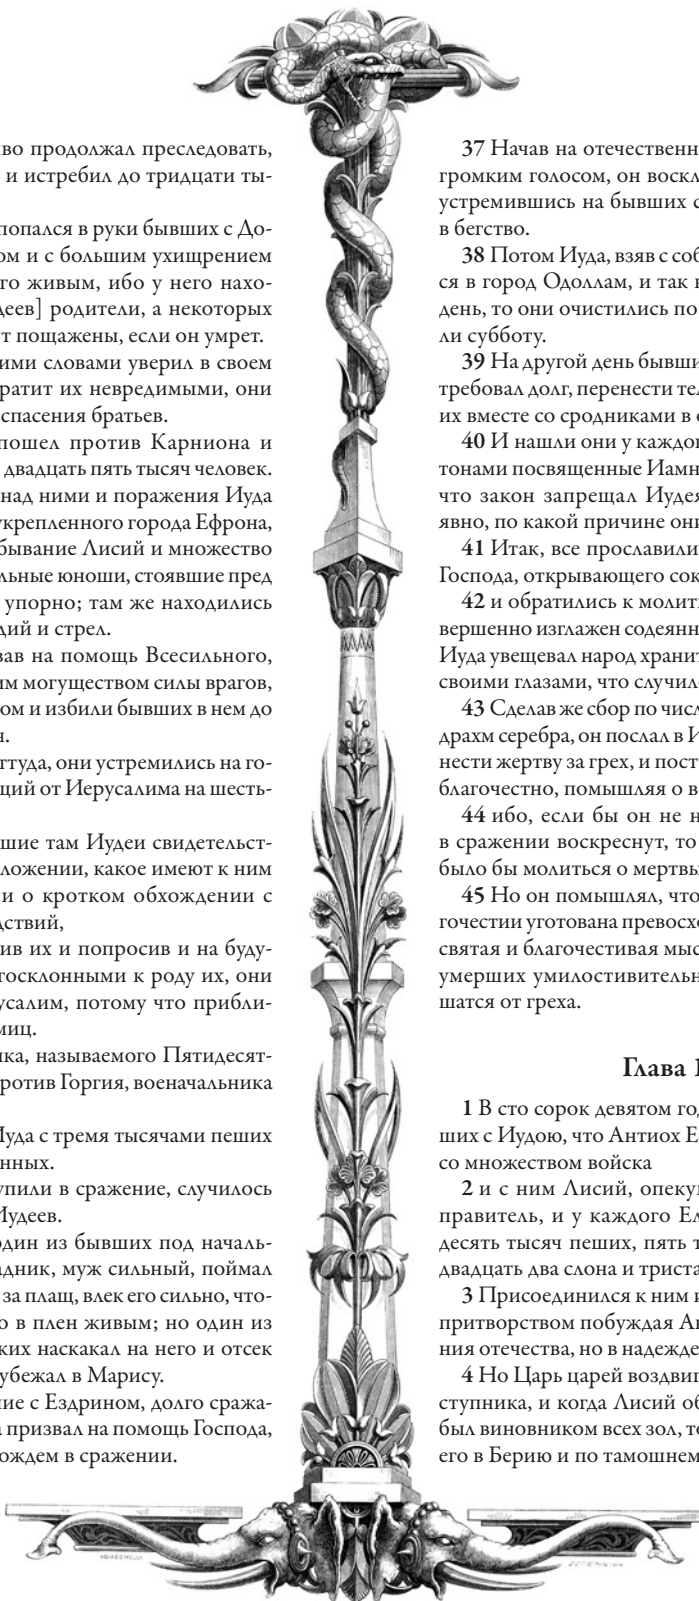 во продолжал преследовать,
и истребил до тридцати ты-
попался в руки бывших с До-
ом и с большим ухищрением
го живым, ибо у него нахо-
деев] родители, а некоторых
ут пощажены, если он умрет.
ими словами уверил в своем
ратит их невредимыми, они
спасения братьев.
пошел против Карниона и
двадцать пять тысяч человек.
над ними и поражения Иуда
укрепленного города Ефрона,
бывание Лисий и множество
льные юноши, стоявшие пред
упорно; там же находились
дий и стрел.
вав на помощь Всесильного,
им могуществом силы врагов,
ом и избили бывших в нем до
ттуда, они устремились на го-
щий от Иерусалима на шесть-
шие там Иудеи свидетельст-
ложении, какое имеют к ним
и о кротком обхождении с
дствий,
ив их и попросив и на буду-
госклонными к роду их, они
усалим, потому что прибли-
миц.
ика, называемого Пятидесят-
ротив Горгия, военачальника
Иуда с тремя тысячами пеших
нных.
упили в сражение, случилось
Иудеев.
один из бывших под началь-
адник, муж сильный, поймал
за плащ, влек его сильно, что-
о в плен живым; но один из
ких наскакал на него и отсек
убежал в Марису.
ие с Ездрином, долго сража-
а призвал на помощь Господа,
ождем в сражении.
37 Начав на отечественн
громким голосом, он воскл
устремившись на бывших с
в бегство.
38 Потом Иуда, взяв с соб
ся в город Одоллам, и так к
день, то они очистились по
ли субботу.
39 На другой день бывши
требовал долг, перенести тел
их вместе со сродниками в о
40 И нашли они у каждог
тонами посвященные Иамн
что закон запрещал Иудея
явно, по какой причине они
41 Итак, все прославили
Господа, открывающего сок
42 и обратились к молит
вершенно изглажен содеянн
Иуда увещевал народ хранит
своими глазами, что случил
43 Сделав же сбор по числ
драхм серебра, он послал в И
нести жертву за грех, и пост
благочестно, помышляя о в
44 ибо, если бы он не н
в сражении воскреснут, то
было бы молиться о мертвы
45 Но он помышлял, что
гочестии уготована превосх
святая и благочестивая мыс
умерших умилостивительн
шатся от греха.
Глава 1
1 В сто сорок девятом год
ших с Иудою, что Антиох Е
со множеством войска
2 и с ним Лисий, опеку
правитель, и у каждого Ел
десять тысяч пеших, пять т
двадцать два слона и триста
3 Присоединился к ним и
притворством побуждая Ан
ния отечества, но в надежде
4 Но Царь царей воздвиг
ступника, и когда Лисий об
был виновником всех зол, то
его в Берию и по тамошнем